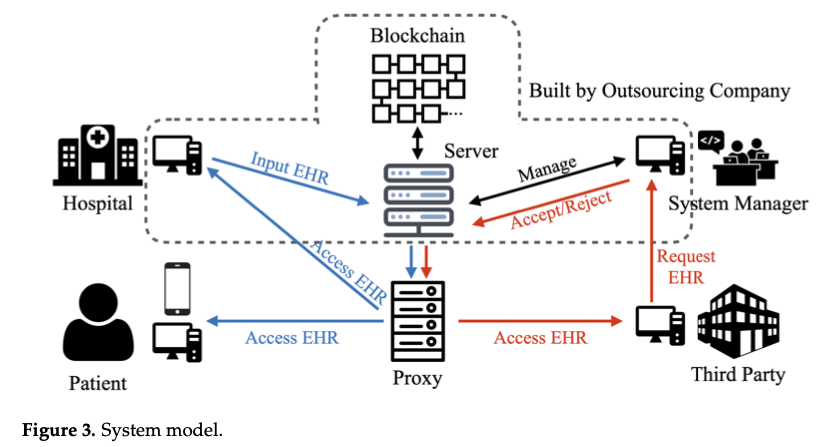 Blockchain
Built by Outsourcing Company
Server
</>
Input EHR
Manage
Accept/Reject
Hospital
System Manager
Access EHR
Request
EHR
Access EHR
Access EHR
Patient
Proxy
Third Party
Figure 3. System model.